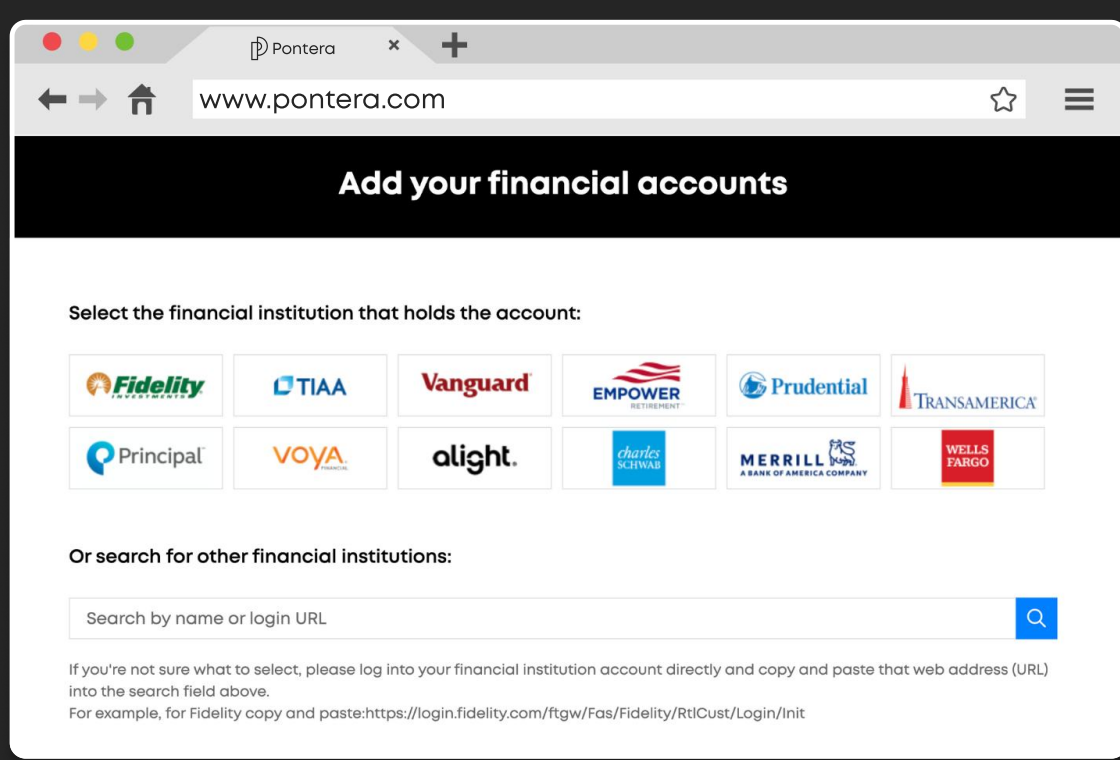 Pontera
www.pontera.com
Add your financial accounts
Select the financial institution that holds the account:
Fidelity
INVESTMENTS
TIAA
Vanguard
EMPOWER
RETIREMENT
Prudential
TRANSAMERICA
Principal
VOYA
FINANCIAL
alight.
charles
SCHWAB
MERRILL
A BANK OF AMERICA COMPANY
WELLS
FARGO
Or search for other financial institutions:
Search by name or login URL
If you're not sure what to select, please log into your financial institution account directly and copy and paste that web address (URL)
into the search field above.
For example, for Fidelity copy and paste:https://login.fidelity.com/ftgw/Fas/Fidelity/RtlCust/Login/Init